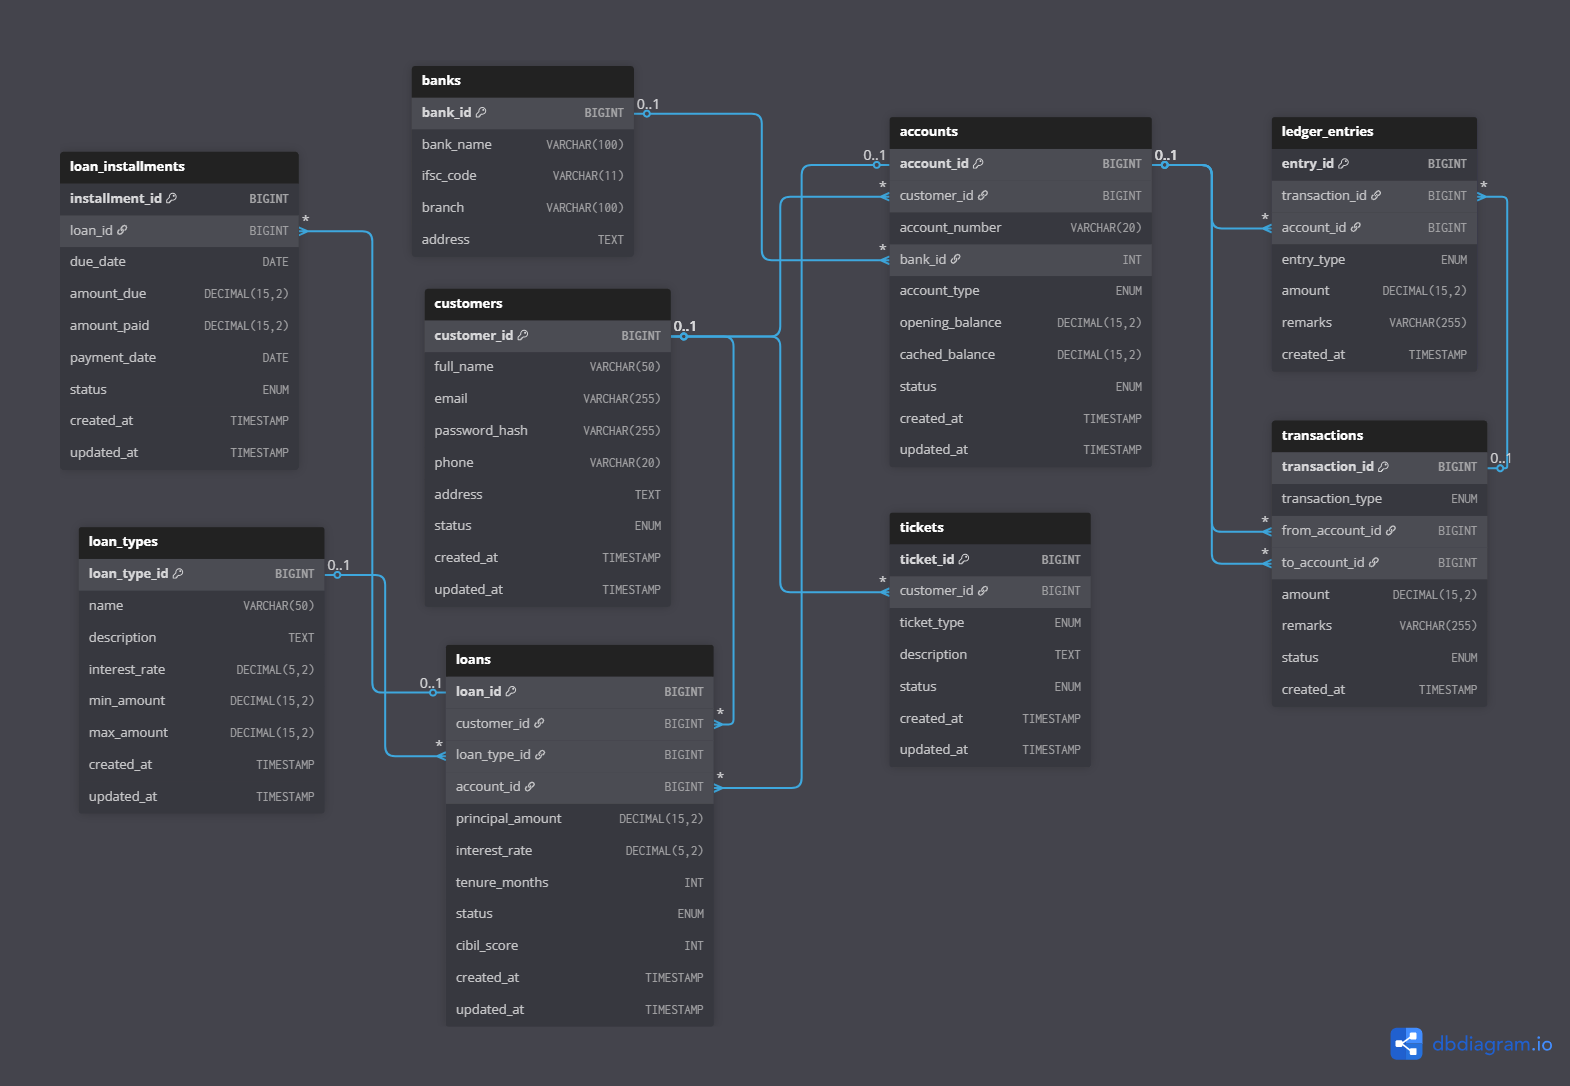 banks
bank_id BIGINT
bank_name VARCHAR(100)
ifsc_code VARCHAR(11)
branch VARCHAR(100)
address TEXT
0..1
loan_installments
installment_id BIGINT
loan_id BIGINT
due_date DATE
amount_due DECIMAL(15,2)
amount_paid DECIMAL(15,2)
payment_date DATE
status ENUM
created_at TIMESTAMP
updated_at TIMESTAMP
*
customers
customer_id BIGINT
full_name VARCHAR(50)
email VARCHAR(255)
password_hash VARCHAR(255)
phone VARCHAR(20)
address TEXT
status ENUM
created_at TIMESTAMP
updated_at TIMESTAMP
0..1
accounts
account_id BIGINT
customer_id BIGINT
account_number VARCHAR(20)
bank_id INT
account_type ENUM
opening_balance DECIMAL(15,2)
cached_balance DECIMAL(15,2)
status ENUM
created_at TIMESTAMP
updated_at TIMESTAMP
0..1
*
*
0..1
ledger_entries
entry_id BIGINT
transaction_id BIGINT
account_id BIGINT
entry_type ENUM
amount DECIMAL(15,2)
remarks VARCHAR(255)
created_at TIMESTAMP
*
*
transactions
transaction_id BIGINT
transaction_type ENUM
from_account_id BIGINT
to_account_id BIGINT
amount DECIMAL(15,2)
remarks VARCHAR(255)
status ENUM
created_at TIMESTAMP
0..1
*
*
loan_types
loan_type_id BIGINT
name VARCHAR(50)
description TEXT
interest_rate DECIMAL(5,2)
min_amount DECIMAL(15,2)
max_amount DECIMAL(15,2)
created_at TIMESTAMP
updated_at TIMESTAMP
0..1
tickets
ticket_id BIGINT
customer_id BIGINT
ticket_type ENUM
description TEXT
status ENUM
created_at TIMESTAMP
updated_at TIMESTAMP
*
loans
loan_id BIGINT
customer_id BIGINT
loan_type_id BIGINT
account_id BIGINT
principal_amount DECIMAL(15,2)
interest_rate DECIMAL(5,2)
tenure_months INT
status ENUM
cibil_score INT
created_at TIMESTAMP
updated_at TIMESTAMP
0..1
*
*
*
dbdiagram.io